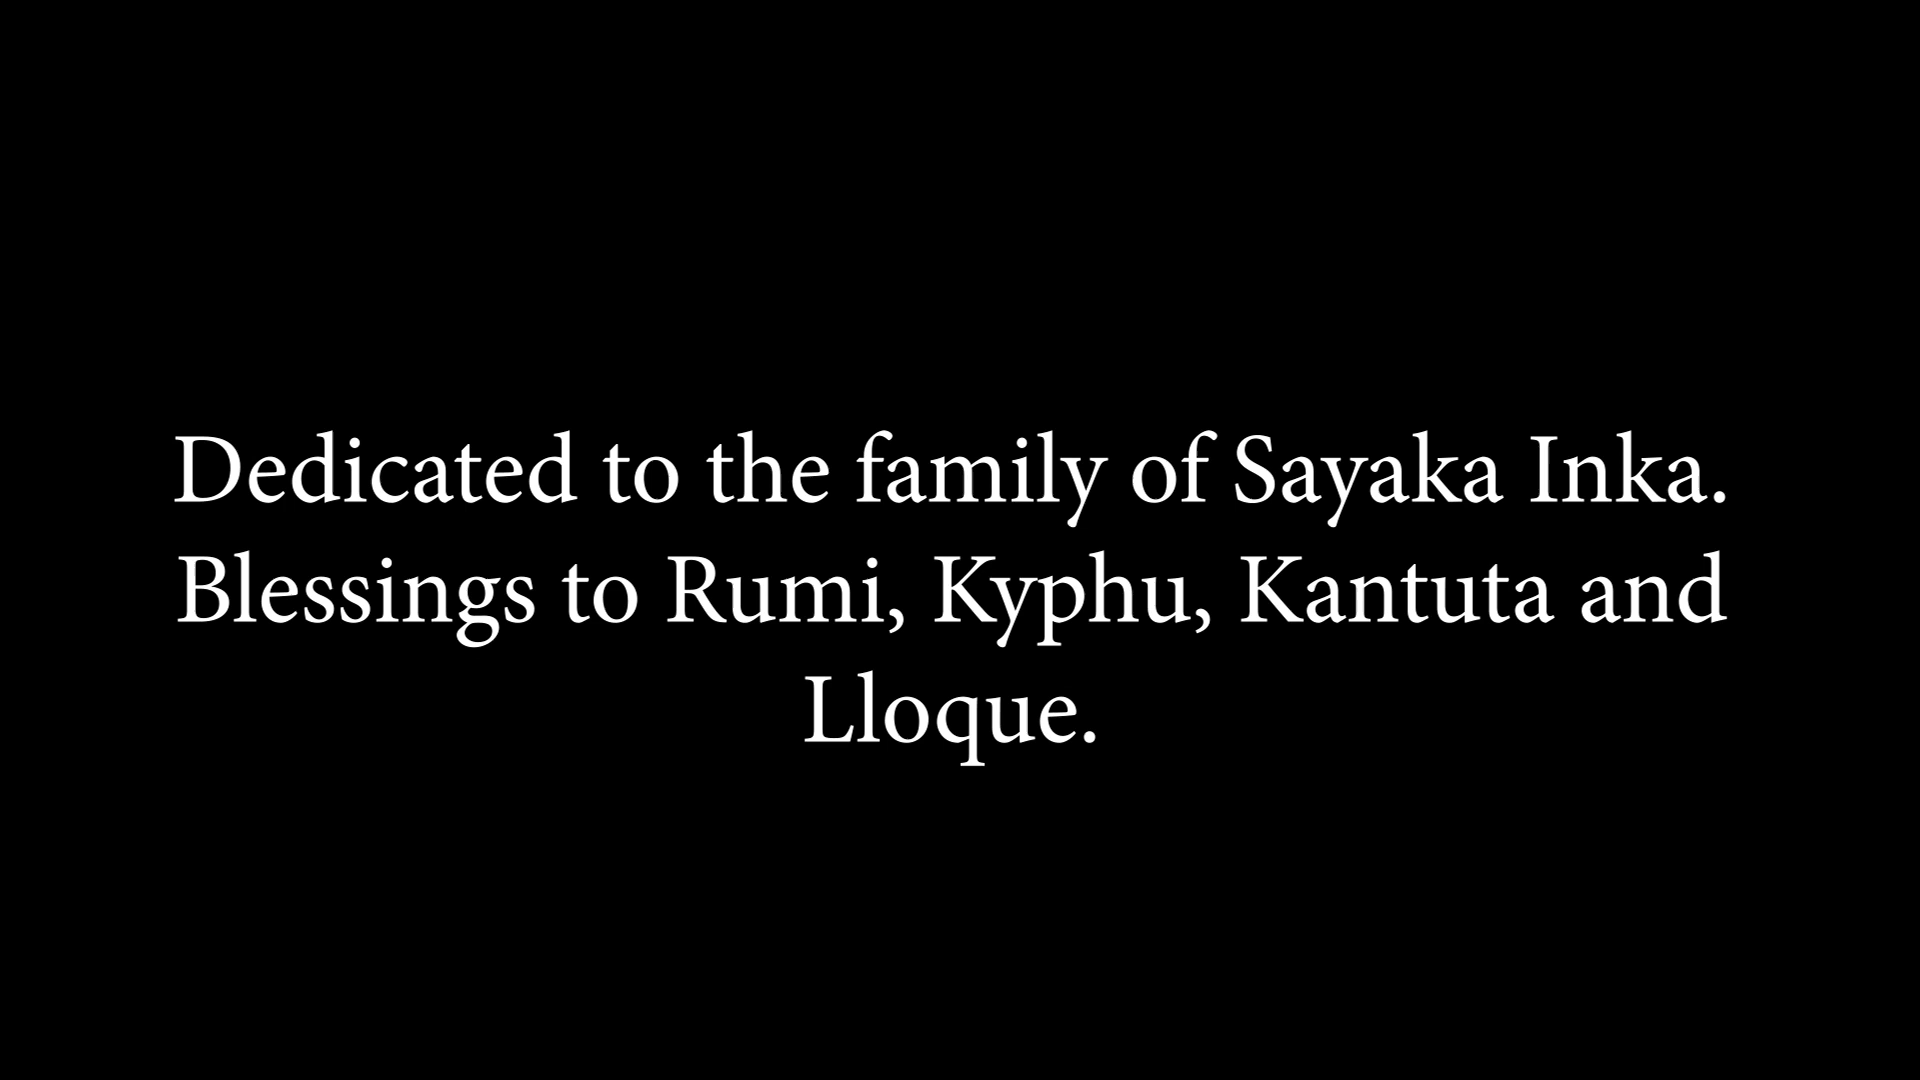 Dedicated to the family of Sayaka Inka.
Blessings to Rumi, Kyphu, Kantuta and
Lloque.